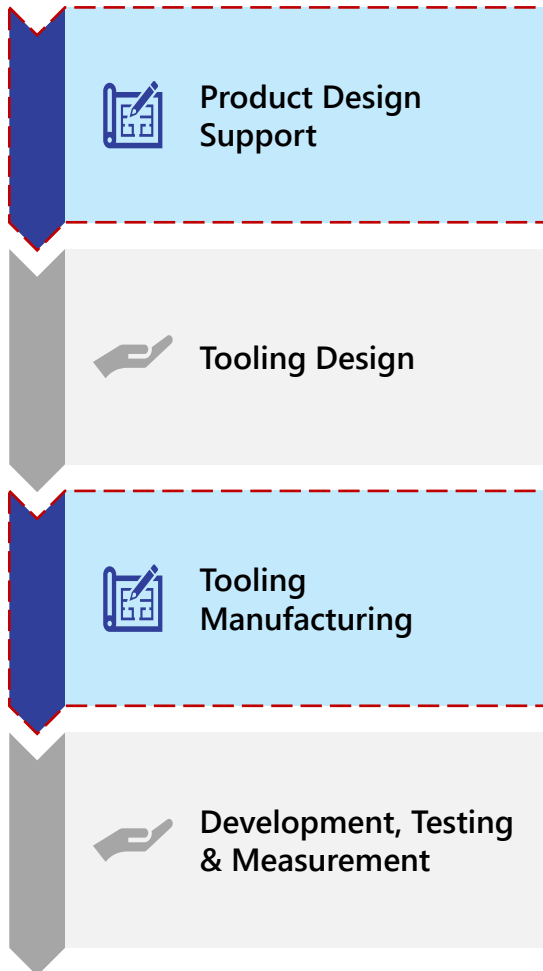 Product Design
Support
Tooling Design
Tooling
Manufacturing
Development, Testing
& Measurement